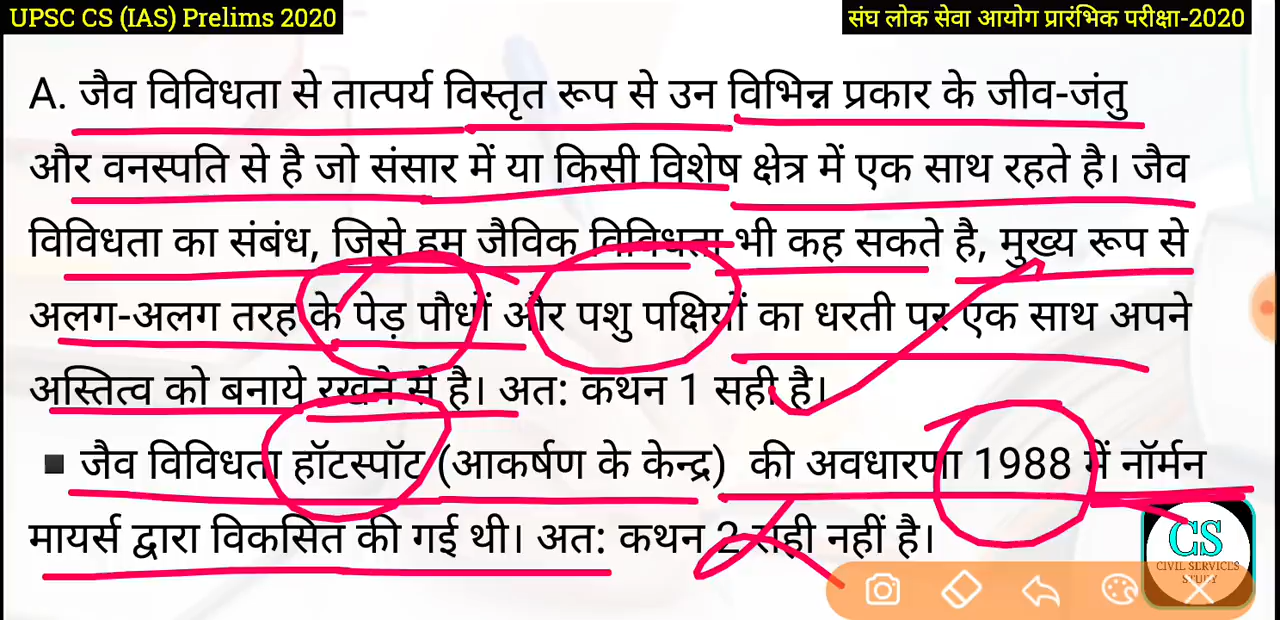 UPSC CS (IAS) Prelims 2020
संघ लोक सेवा आयोग प्रारंभिक परीक्षा-2020
A. जैव विविधता से तात्पर्य विस्तृत रूप से उन विभिन्न प्रकार के जीव-जंतु
और वनस्पति से है जो संसार में या किसी विशेष क्षेत्र में एक साथ रहते है। जैव
विविधता का संबंध, जिसे हम जैविक विविधता भी कह सकते है, मुख्य रूप से
अलग-अलग तरह के पेड़ पौधों और पशु पक्षियों का धरती पर एक साथ अपने
अस्तित्व को बनाये रखने से है। अत: कथन 1 सही है।
▪ जैव विविधता हॉटस्पॉट (आकर्षण के केन्द्र) की अवधारणा 1988 में नॉर्मन
मायर्स द्वारा विकसित की गई थी। अत: कथन 2 सही नहीं है।
CS
CIVIL SERVICES
STUDY